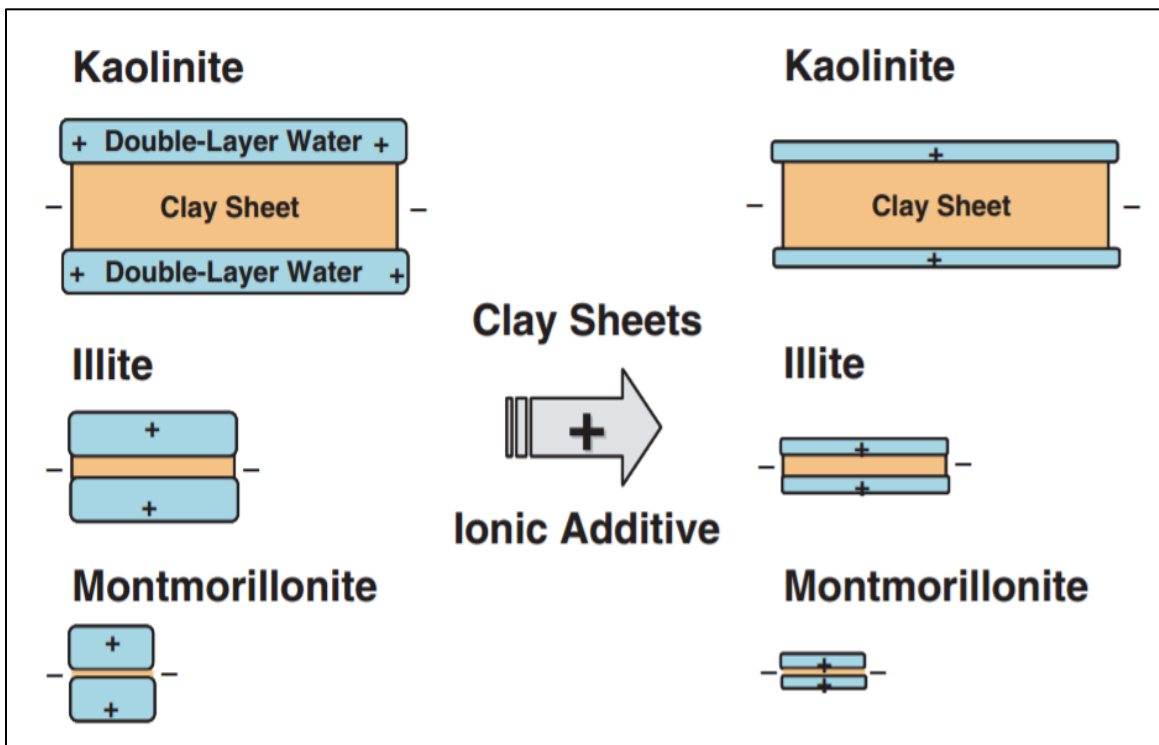 Kaolinite
+ Double-Layer Water +
– Clay Sheet –
+ Double-Layer Water +
Illite
+
– –
+
Montmorillonite
+
– –
+
Clay Sheets
+
Ionic Additive
Kaolinite
+
– Clay Sheet –
+
Illite
+
– –
+
Montmorillonite
+
– –
+